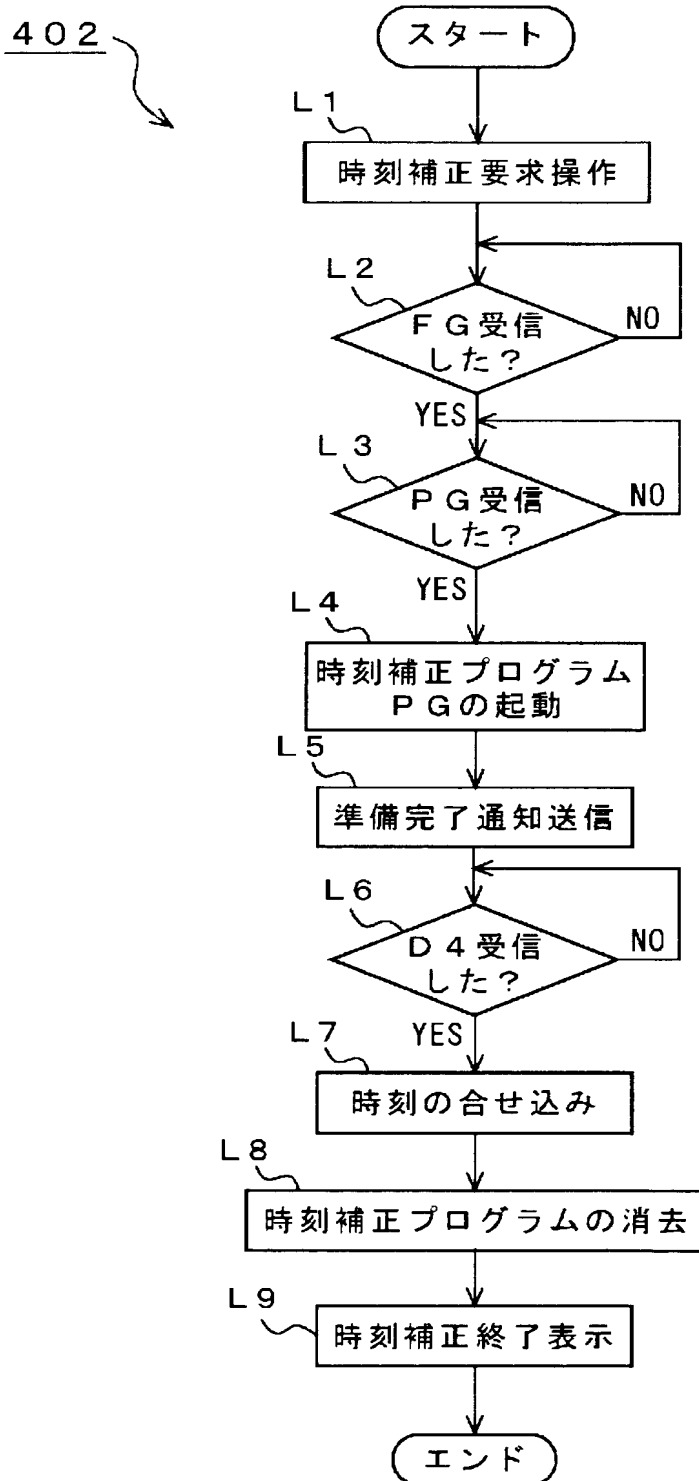 402
スタート
L1
時刻補正要求操作
L2
FG受信
した?
NO
YES
L3
PG受信
した?
NO
YES
L4
時刻補正プログラム
PGの起動
L5
準備完了通知送信
L6
D4受信
した?
NO
YES
L7
時刻の合せ込み
L8
時刻補正プログラムの消去
L9
時刻補正終了表示
エンド